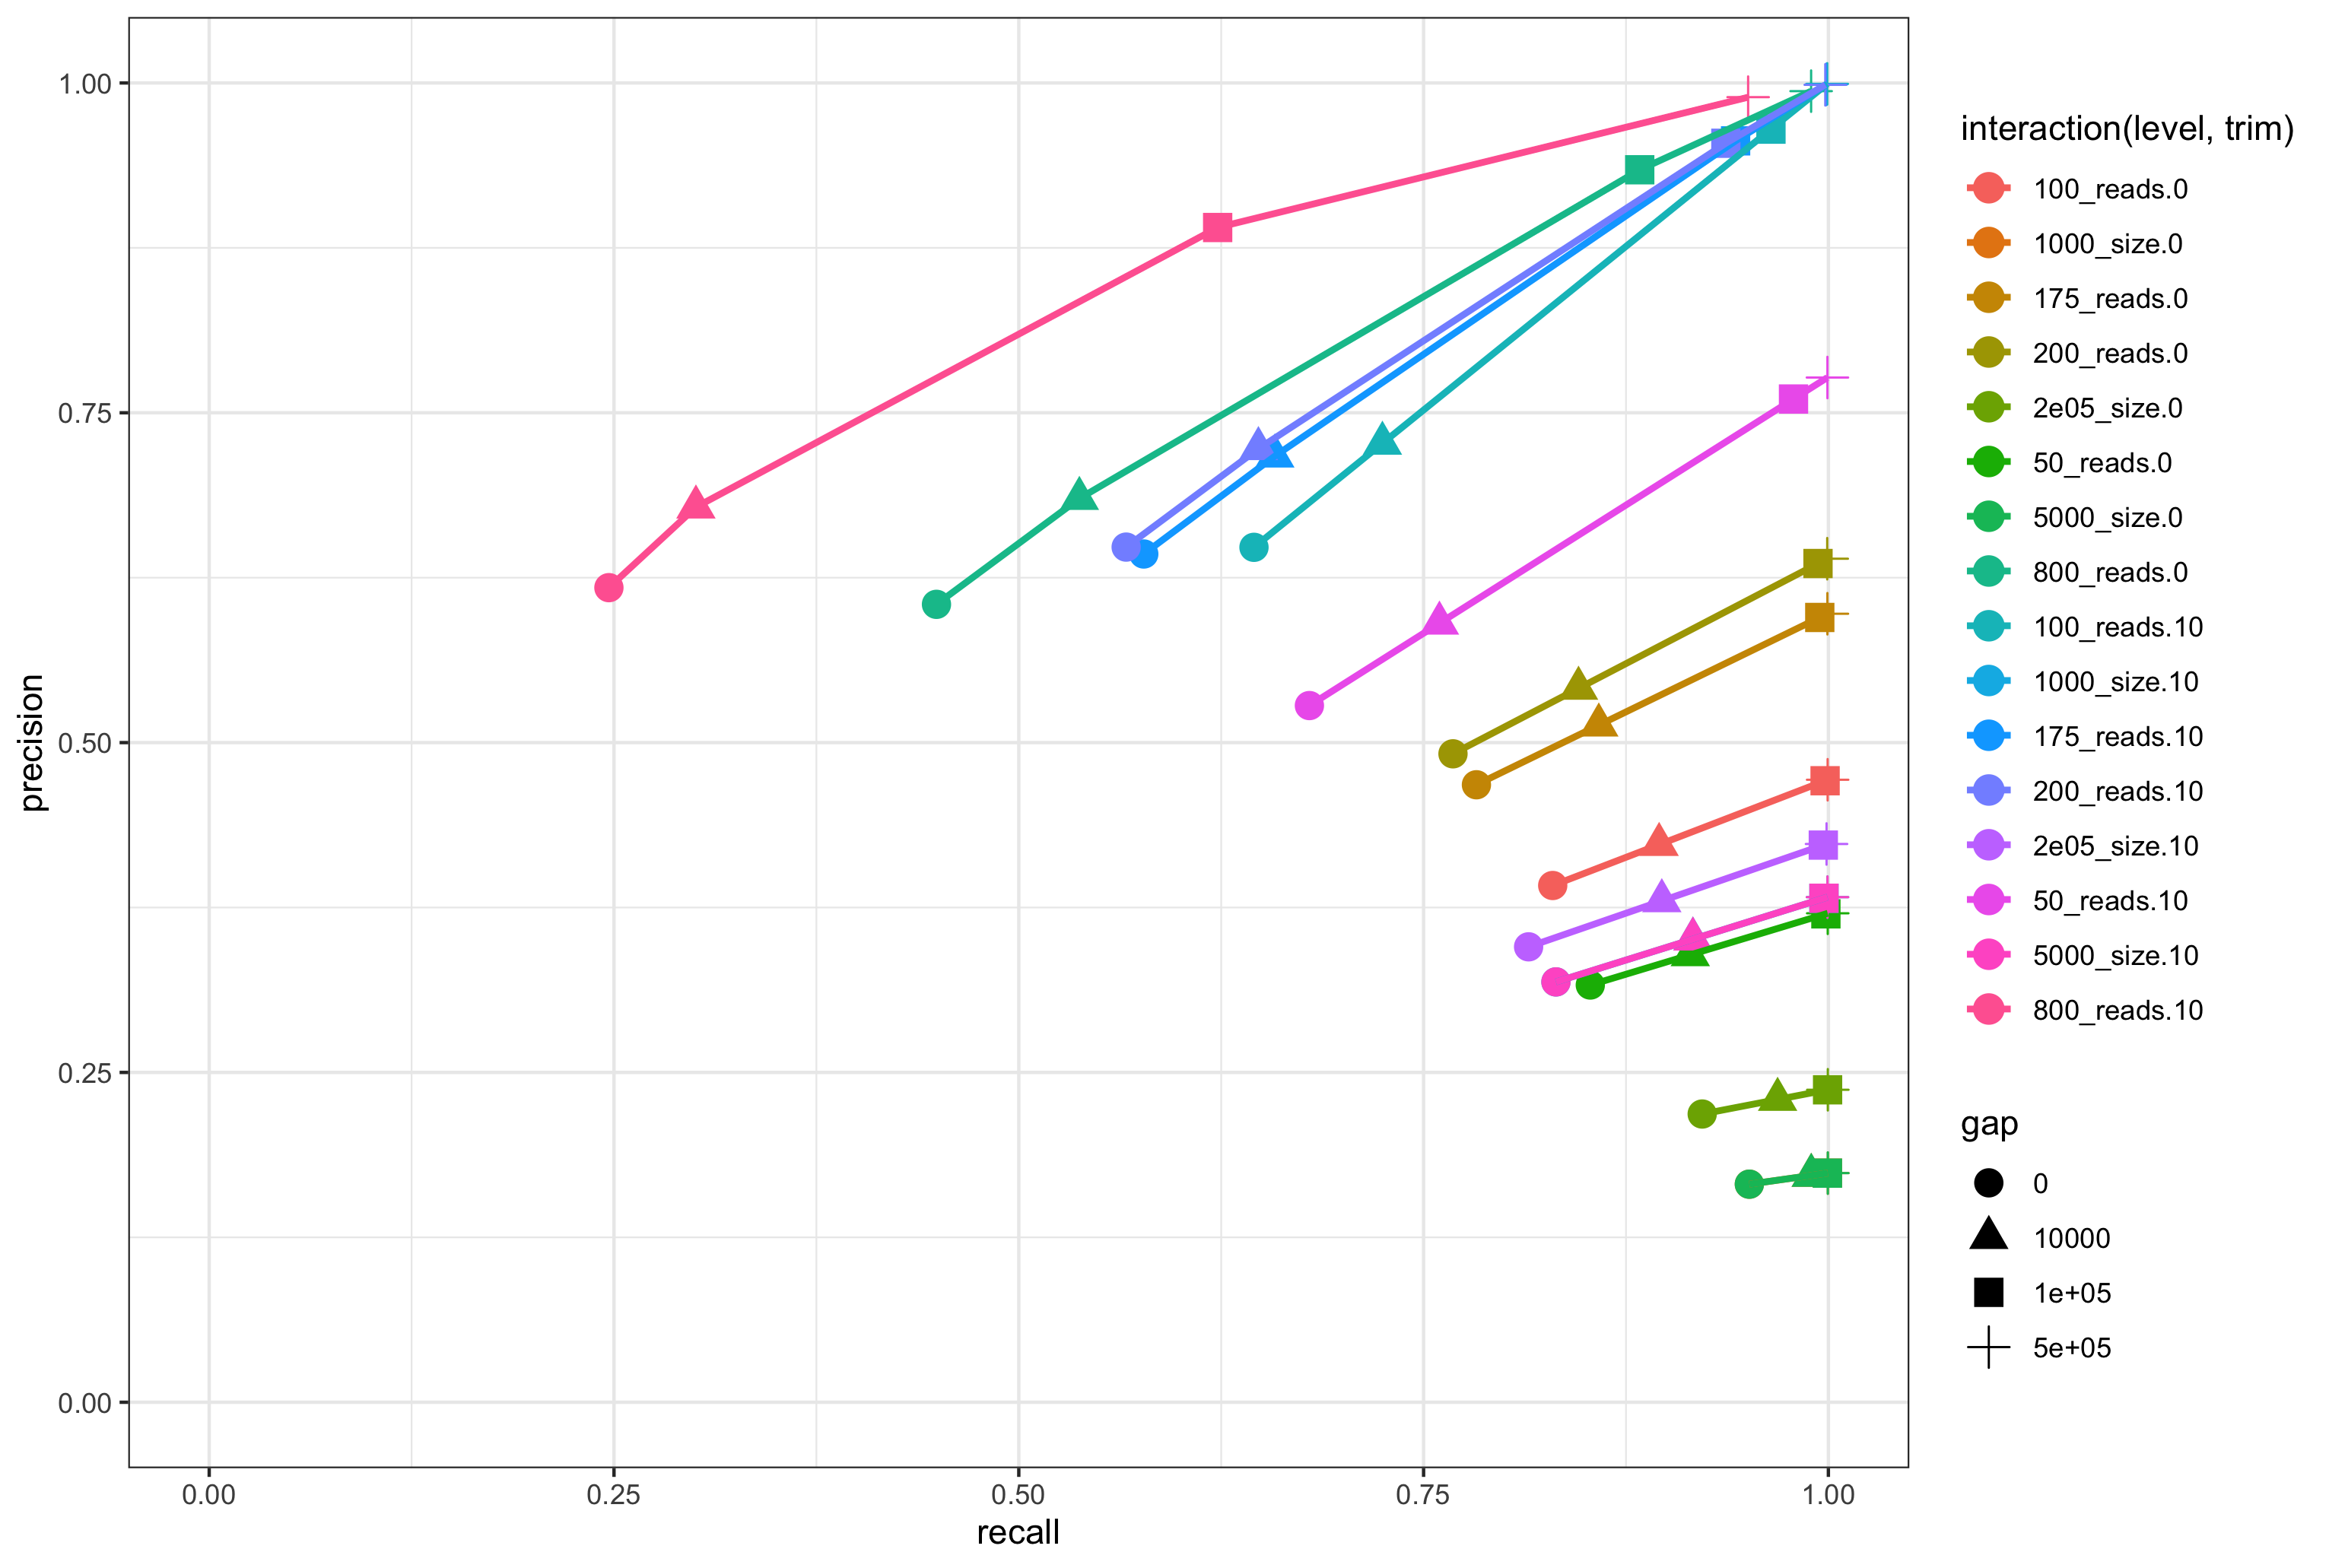 1.00
0.75
0.50
0.25
0.00
precision
0.00
0.25
0.50
0.75
1.00
recall
interaction(level, trim)
100_reads.0
1000_size.0
175_reads.0
200_reads.0
2e05_size.0
50_reads.0
5000_size.0
800_reads.0
100_reads.10
1000_size.10
175_reads.10
200_reads.10
2e05_size.10
50_reads.10
5000_size.10
800_reads.10
gap
0
10000
1e+05
5e+05